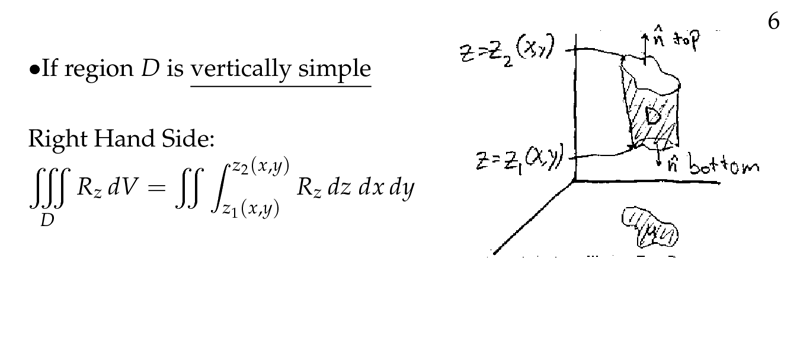 6
•If region D is vertically simple
Right Hand Side:
∭_D R_z dV = ∬ ∫_{z_1(x,y)}^{z_2(x,y)} R_z dz dx dy
z=z_2(x,y)
n̂ top
D
z=z_1(x,y)
n̂ bottom